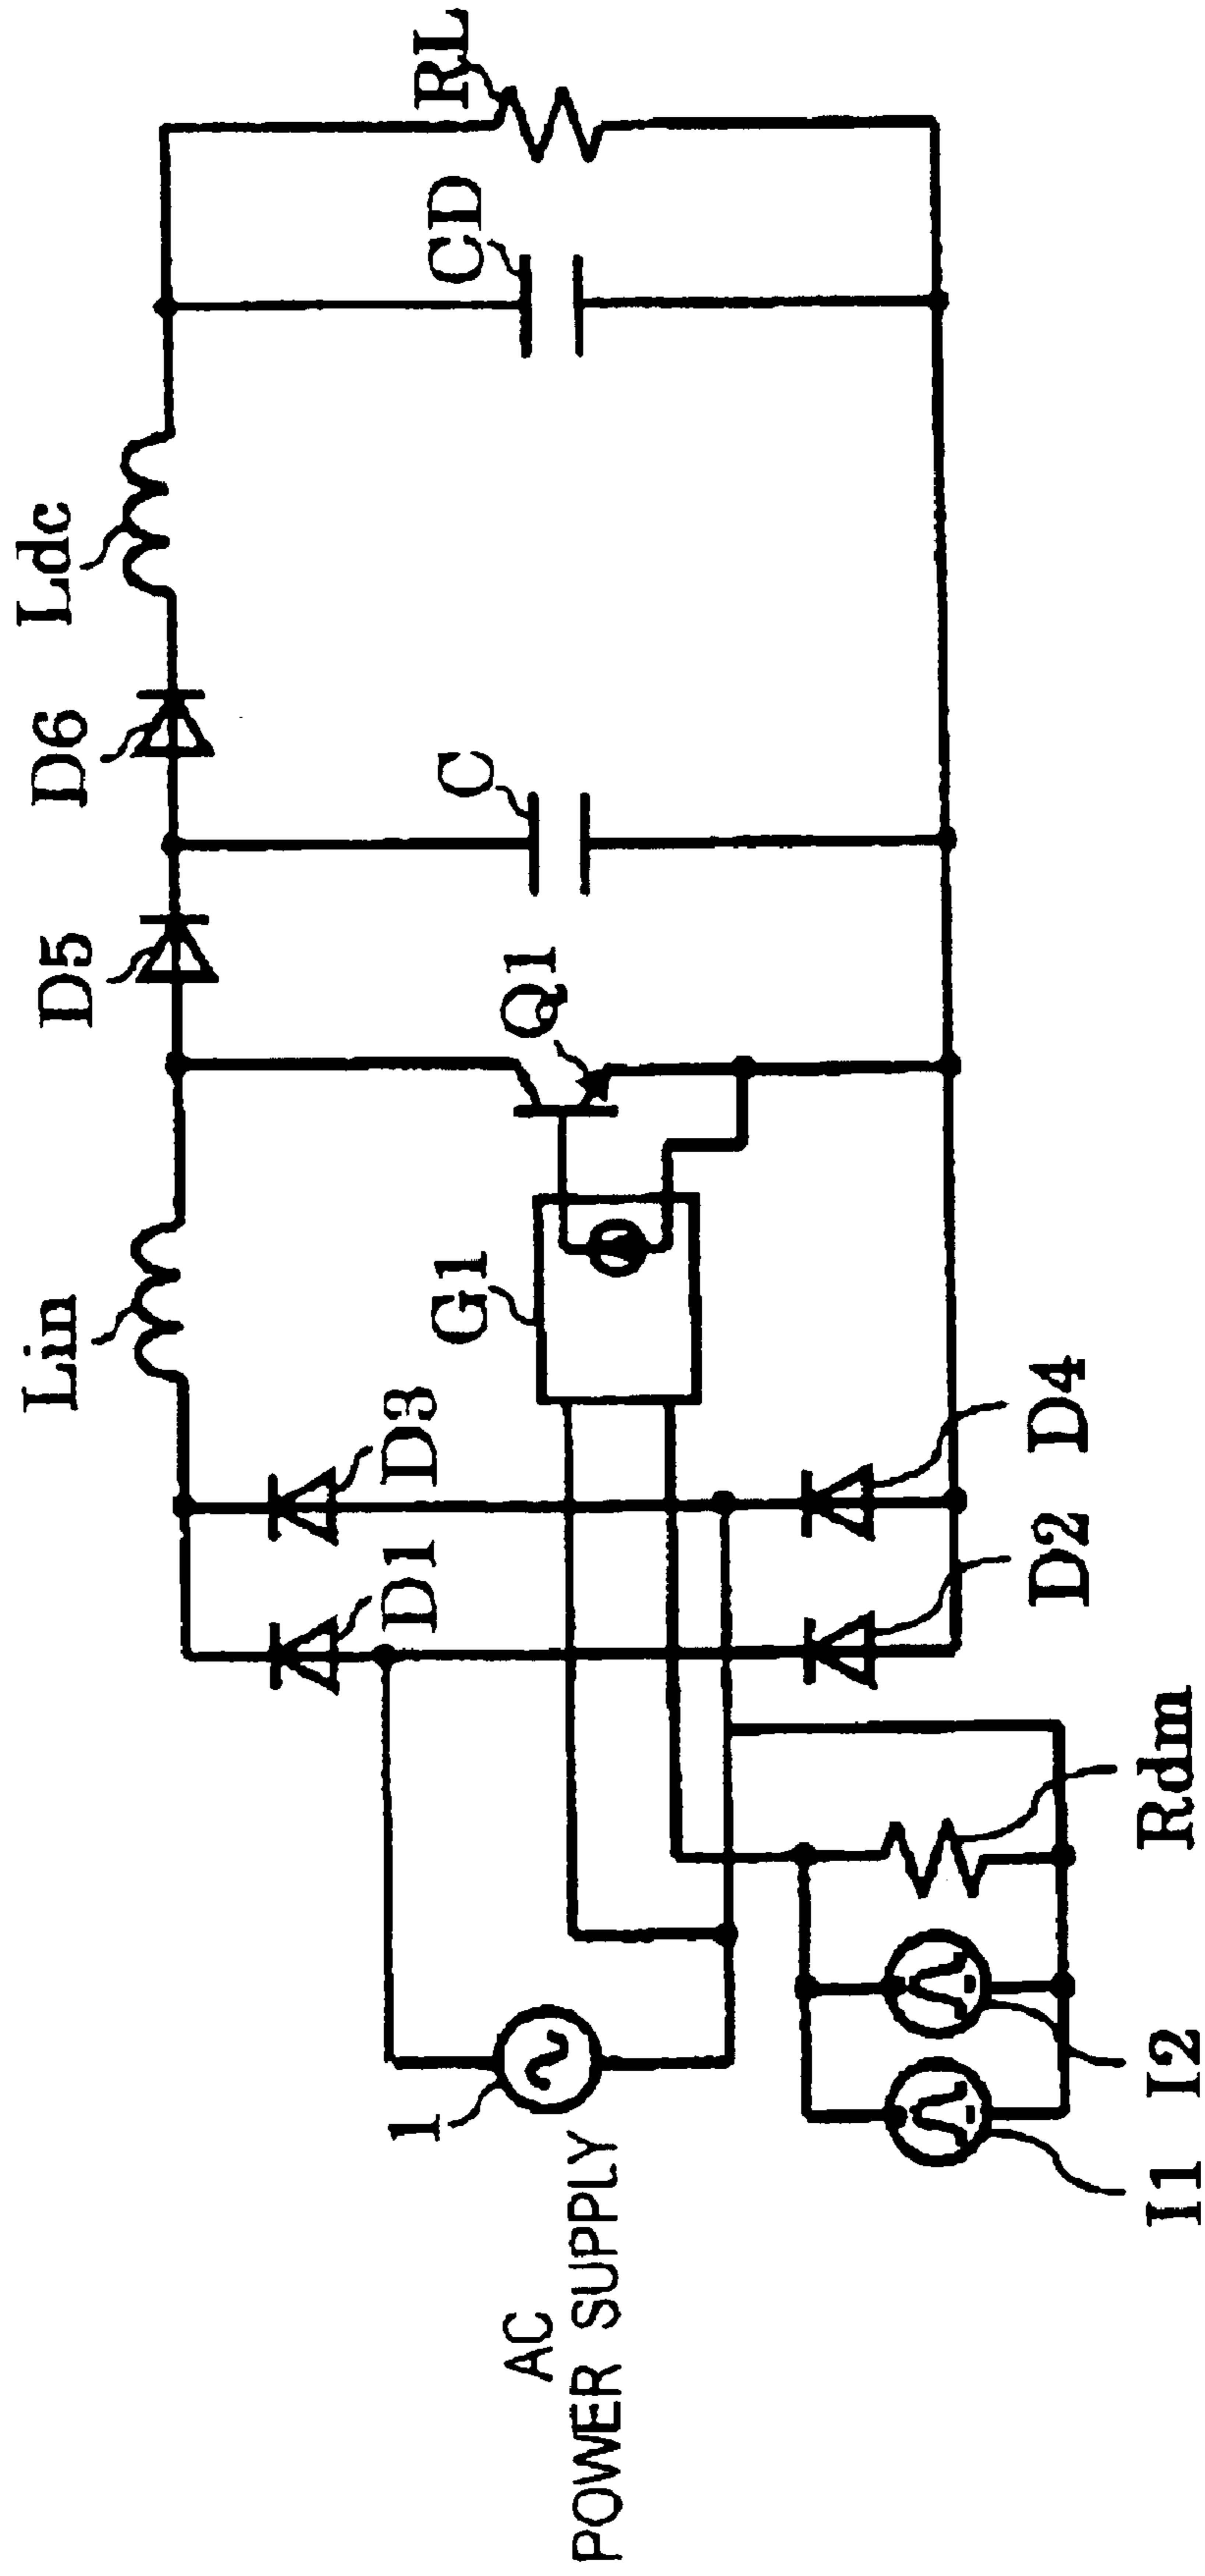 Lin
D5
D6
Ldc
D1
D3
G1
Q1
C
CD
RL
1
AC
POWER SUPPLY
D2
D4
I1
I2
Rdm